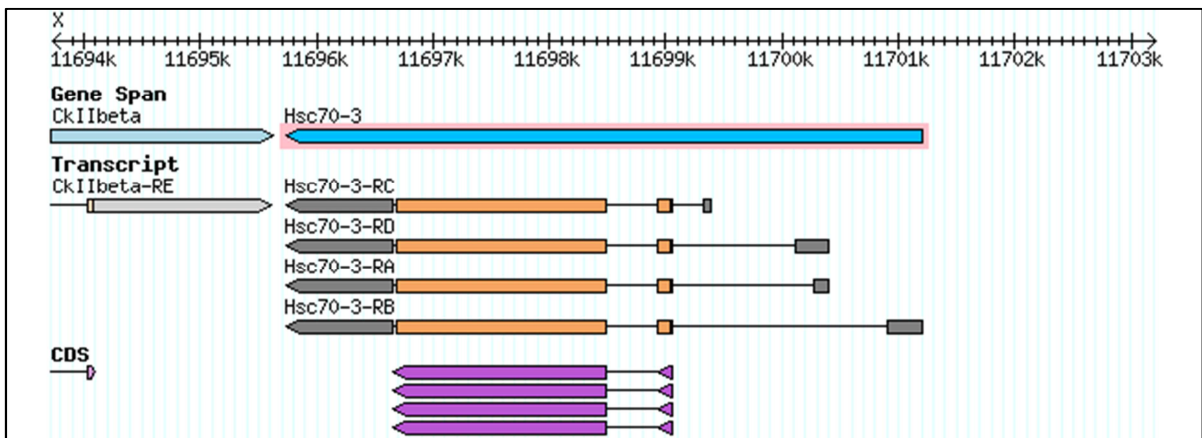 X
11694k 11695k 11696k 11697k 11698k 11699k 11700k 11701k 11702k 11703k
Gene Span
CkIIbeta Hsc70-3
Transcript
CkIIbeta-RE Hsc70-3-RC
Hsc70-3-RD
Hsc70-3-RA
Hsc70-3-RB
CDS